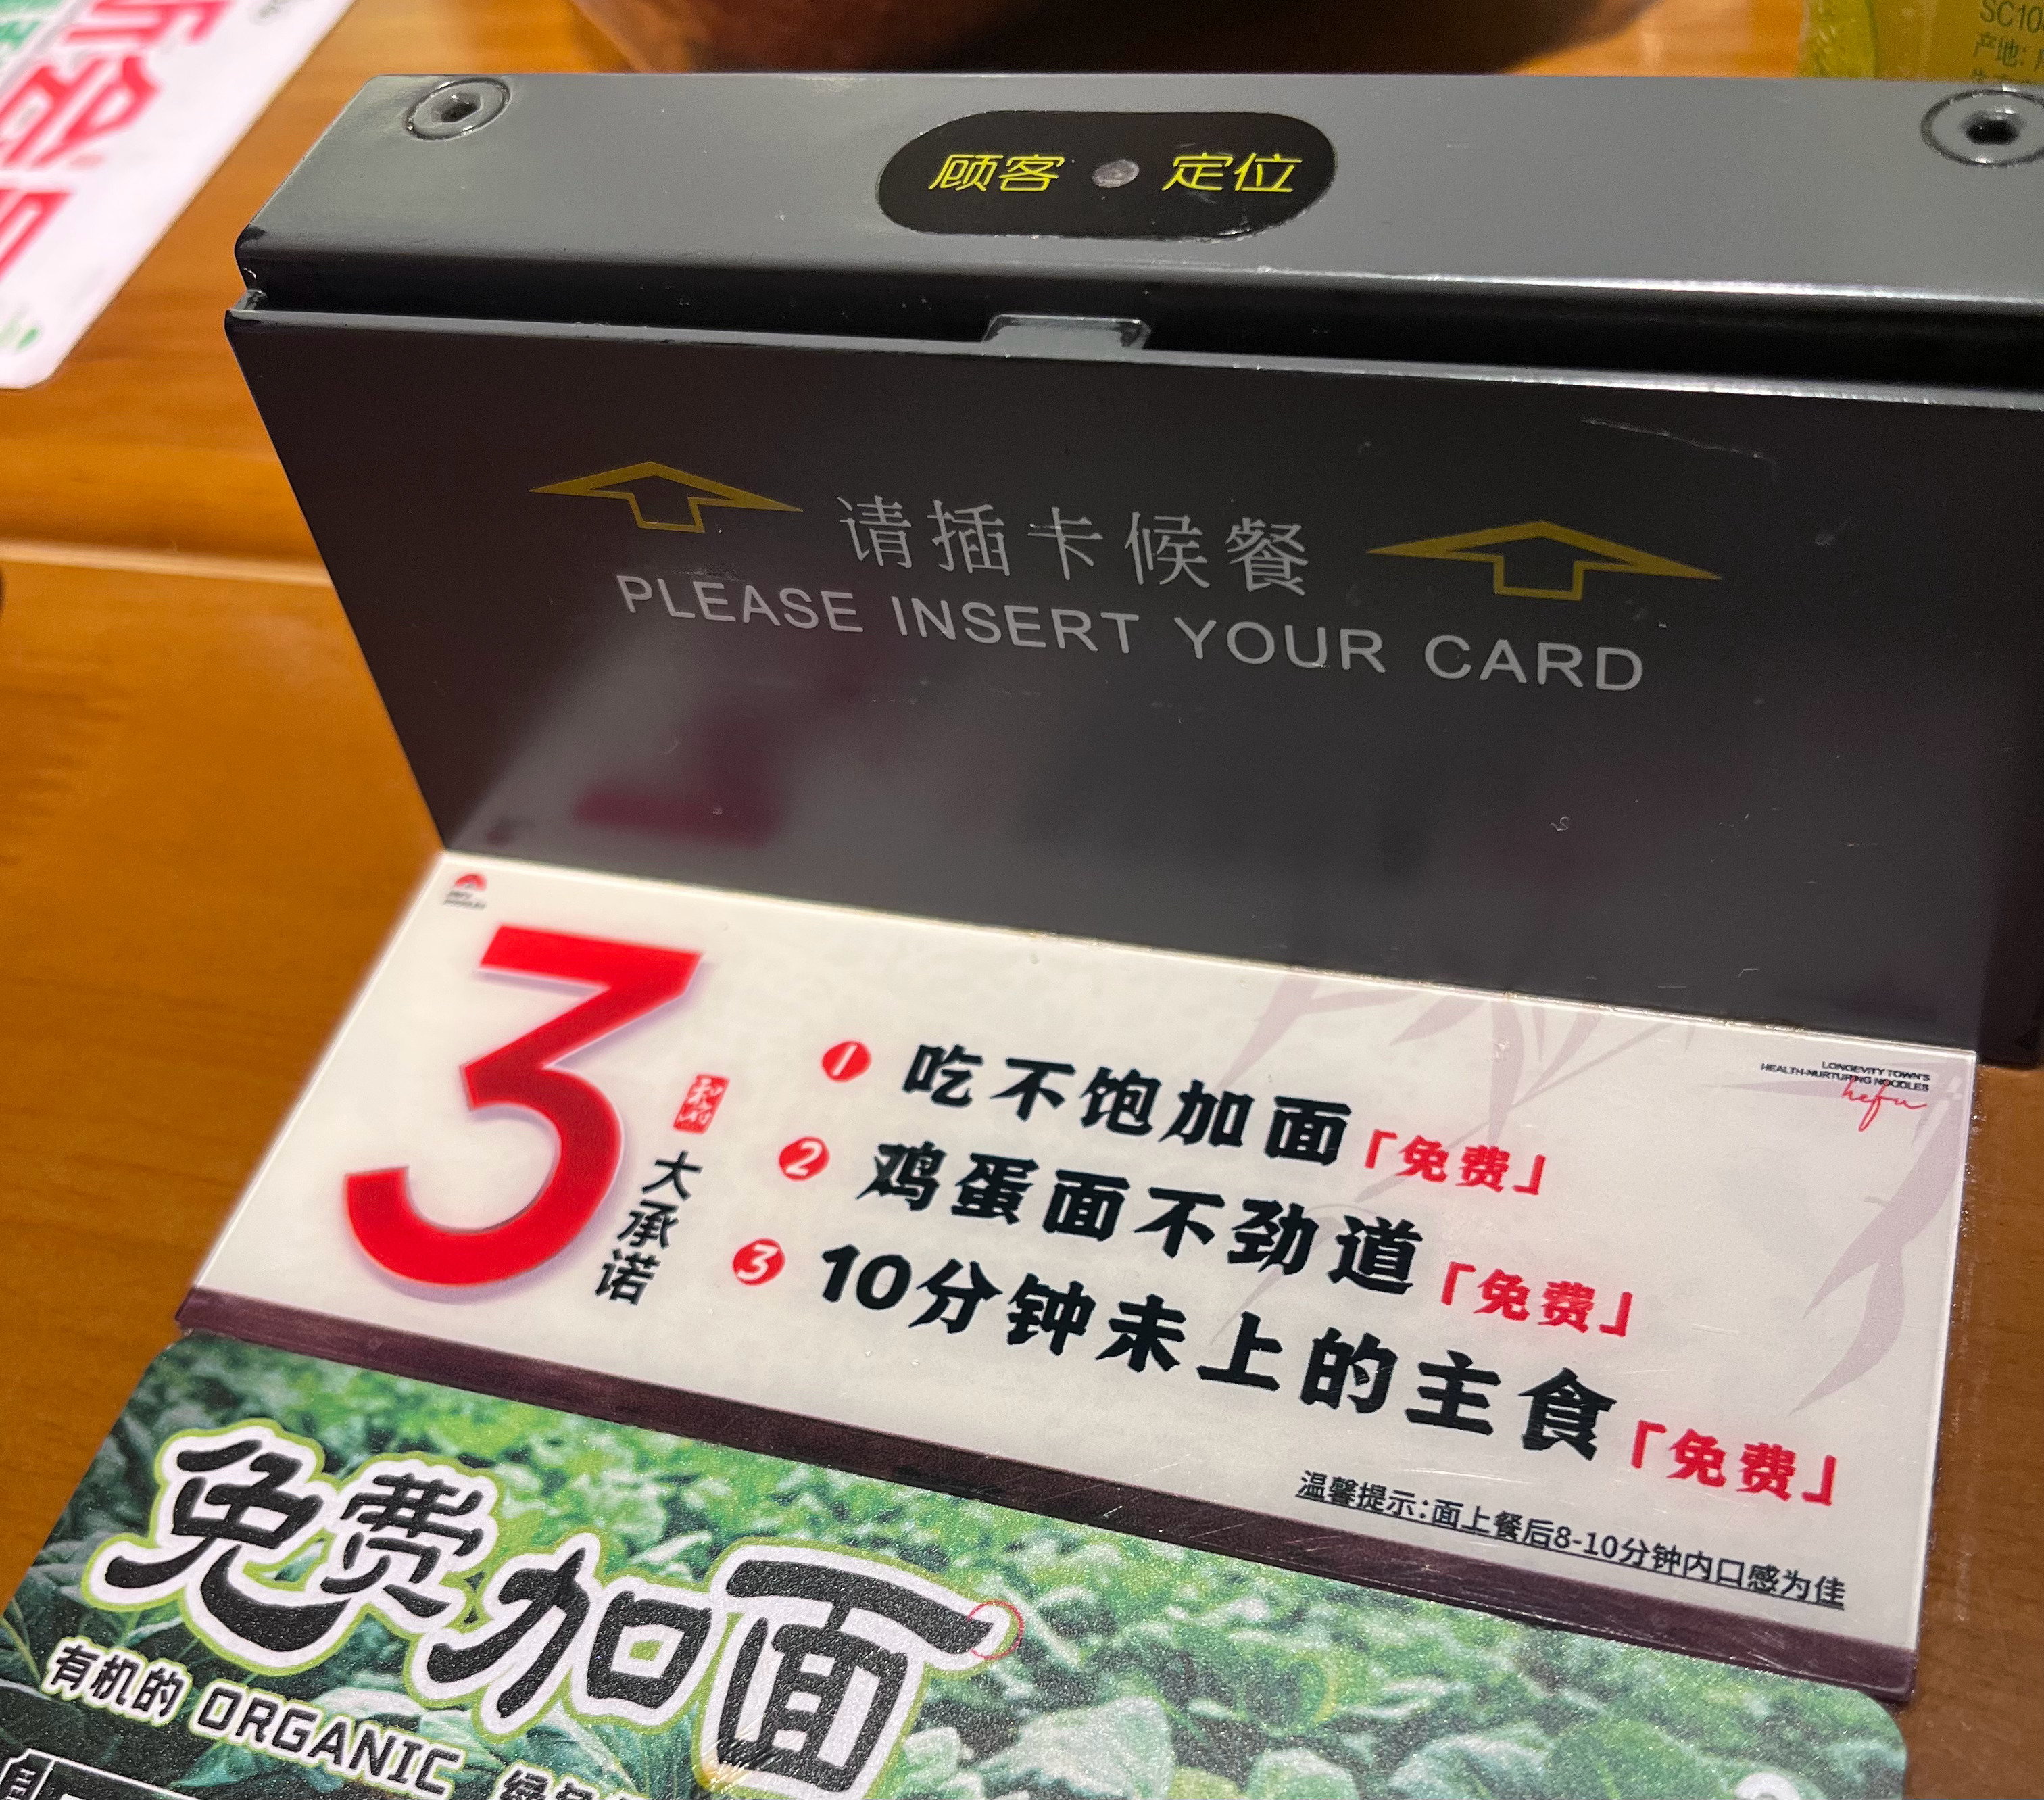 顾客 定位
请插卡候餐
PLEASE INSERT YOUR CARD
LONGEVITY TOWN'S
HEALTH-NURTURING NOODLES
hefu
3
大承诺
1 吃不饱加面「免费」
2 鸡蛋面不劲道「免费」
3 10分钟未上的主食「免费」
温馨提示:面上餐后8-10分钟内口感为佳
免费加面
有机的 ORGANIC
SC10
产地: